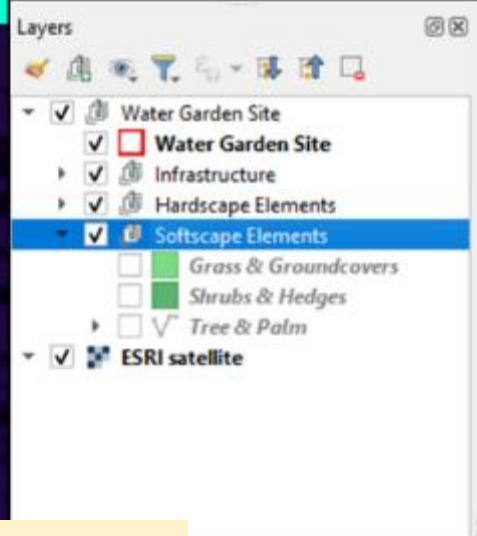 Layers
Water Garden Site
Water Garden Site
Infrastructure
Hardscape Elements
Softscape Elements
Grass & Groundcovers
Shrubs & Hedges
Tree & Palm
ESRI satellite